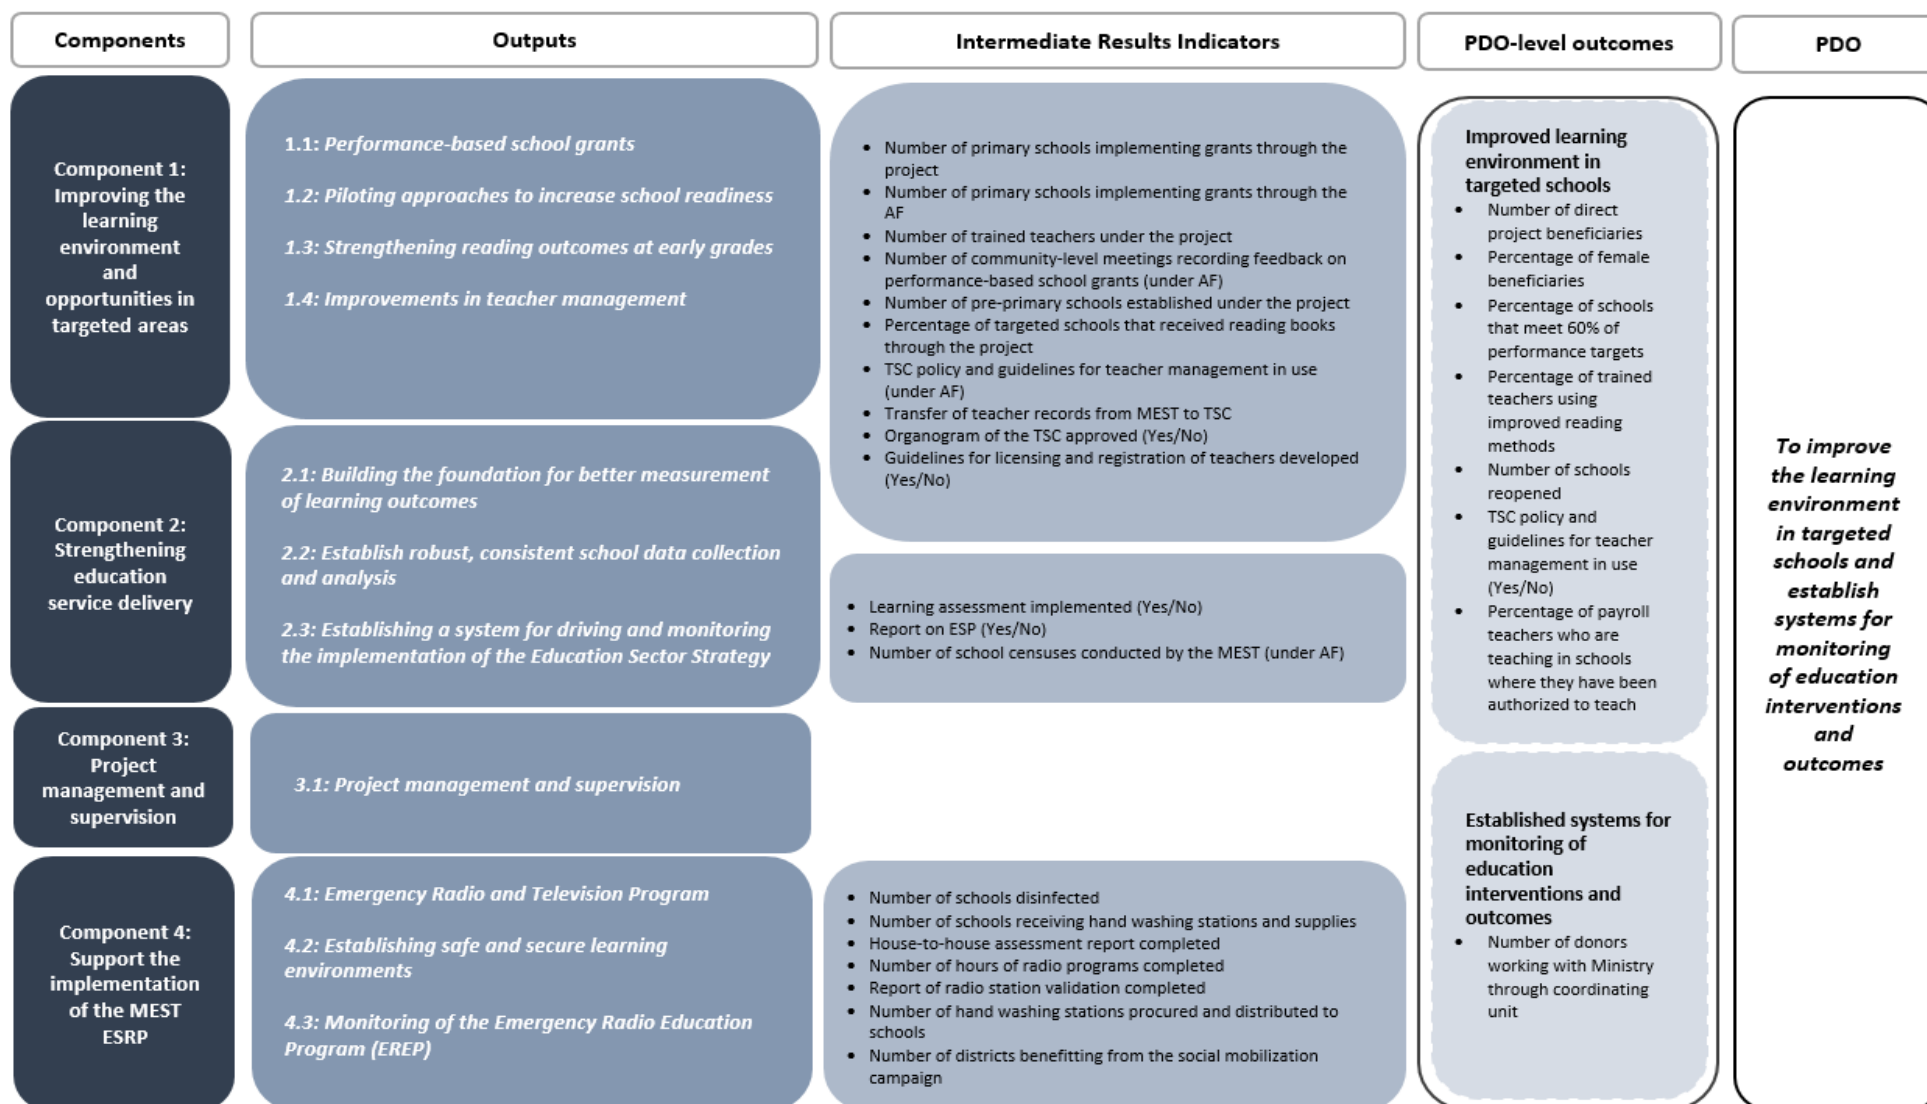 Components
Outputs
Intermediate Results Indicators
PDO-level outcomes
PDO
Component 1:
Improving the
learning
environment
and
opportunities in
targeted areas
1.1: Performance-based school grants
1.2: Piloting approaches to increase school readiness
1.3: Strengthening reading outcomes at early grades
1.4: Improvements in teacher management
• Number of primary schools implementing grants through the
project
• Number of primary schools implementing grants through the
AF
• Number of trained teachers under the project
• Number of community-level meetings recording feedback on
performance-based school grants (under AF)
• Number of pre-primary schools established under the project
• Percentage of targeted schools that received reading books
through the project
• TSC policy and guidelines for teacher management in use
(under AF)
• Transfer of teacher records from MEST to TSC
• Organogram of the TSC approved (Yes/No)
• Guidelines for licensing and registration of teachers developed
(Yes/No)
Component 2:
Strengthening
education
service delivery
2.1: Building the foundation for better measurement
of learning outcomes
2.2: Establish robust, consistent school data collection
and analysis
2.3: Establishing a system for driving and monitoring
the implementation of the Education Sector Strategy
• Learning assessment implemented (Yes/No)
• Report on ESP (Yes/No)
• Number of school censuses conducted by the MEST (under AF)
Component 3:
Project
management and
supervision
3.1: Project management and supervision
Component 4:
Support the
implementation
of the MEST
ESRP
4.1: Emergency Radio and Television Program
4.2: Establishing safe and secure learning
environments
4.3: Monitoring of the Emergency Radio Education
Program (EREP)
• Number of schools disinfected
• Number of schools receiving hand washing stations and supplies
• House-to-house assessment report completed
• Number of hours of radio programs completed
• Report of radio station validation completed
• Number of hand washing stations procured and distributed to
schools
• Number of districts benefitting from the social mobilization
campaign
Improved learning
environment in
targeted schools
• Number of direct
project beneficiaries
• Percentage of female
beneficiaries
• Percentage of schools
that meet 60% of
performance targets
• Percentage of trained
teachers using
improved reading
methods
• Number of schools
reopened
• TSC policy and
guidelines for teacher
management in use
(Yes/No)
• Percentage of payroll
teachers who are
teaching in schools
where they have been
authorized to teach
Established systems for
monitoring of
education
interventions and
outcomes
• Number of donors
working with Ministry
through coordinating
unit
To improve
the learning
environment
in targeted
schools and
establish
systems for
monitoring
of education
interventions
and
outcomes